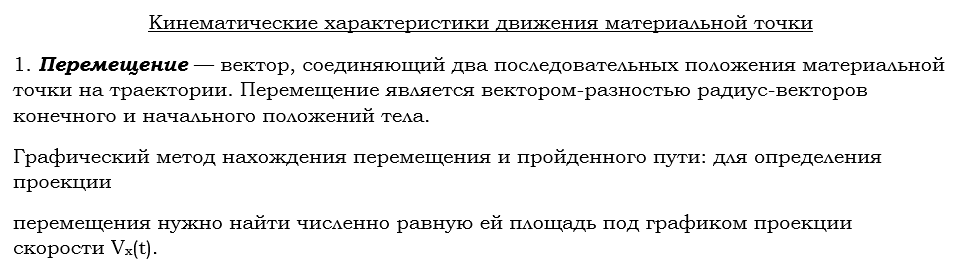 Кинематические характеристики движения материальной точки
1. Перемещение — вектор, соединяющий два последовательных положения материальной
точки на траектории. Перемещение является вектором-разностью радиус-векторов
конечного и начального положений тела.
Графический метод нахождения перемещения и пройденного пути: для определения
проекции
перемещения нужно найти численно равную ей площадь под графиком проекции
скорости Vₓ(t).